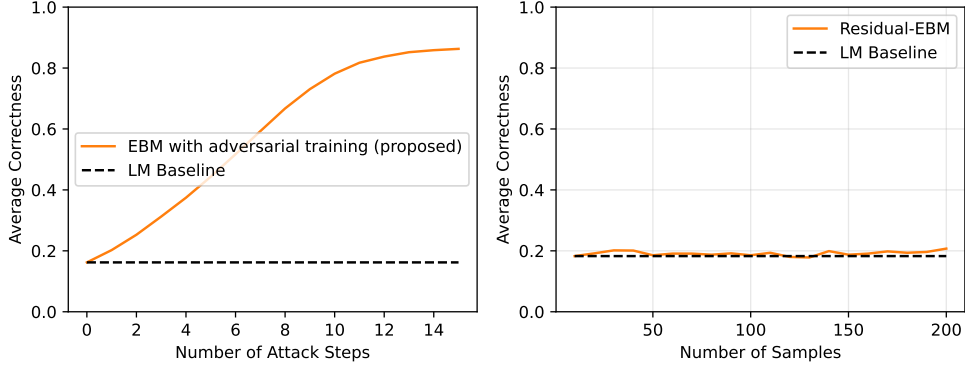 1.0
0.8
0.6
0.4
0.2
0.0
Average Correctness
EBM with adversarial training (proposed)
LM Baseline
0 2 4 6 8 10 12 14
Number of Attack Steps
1.0
0.8
0.6
0.4
0.2
0.0
Average Correctness
Residual-EBM
LM Baseline
50 100 150 200
Number of Samples